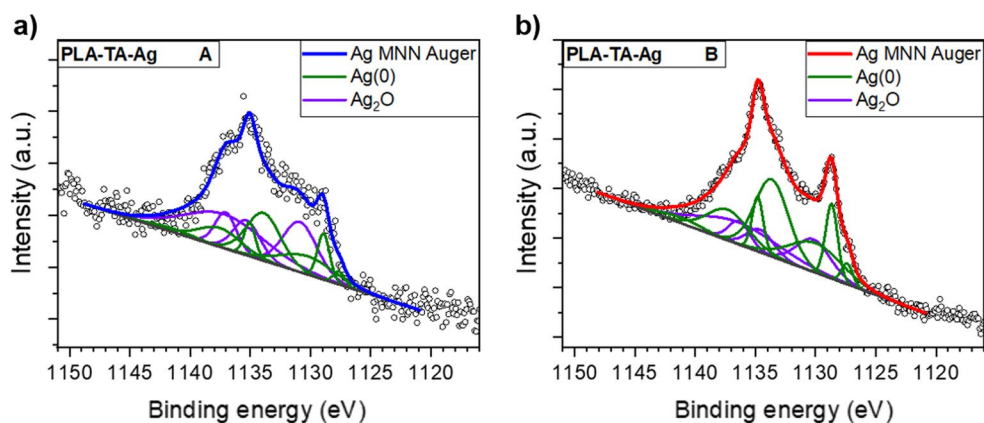 a)
PLA-TA-Ag A
Ag MNN Auger
Ag(0)
Ag₂O
Intensity (a.u.)
1150 1145 1140 1135 1130 1125 1120
Binding energy (eV)
b)
PLA-TA-Ag B
Ag MNN Auger
Ag(0)
Ag₂O
Intensity (a.u.)
1150 1145 1140 1135 1130 1125 1120
Binding energy (eV)